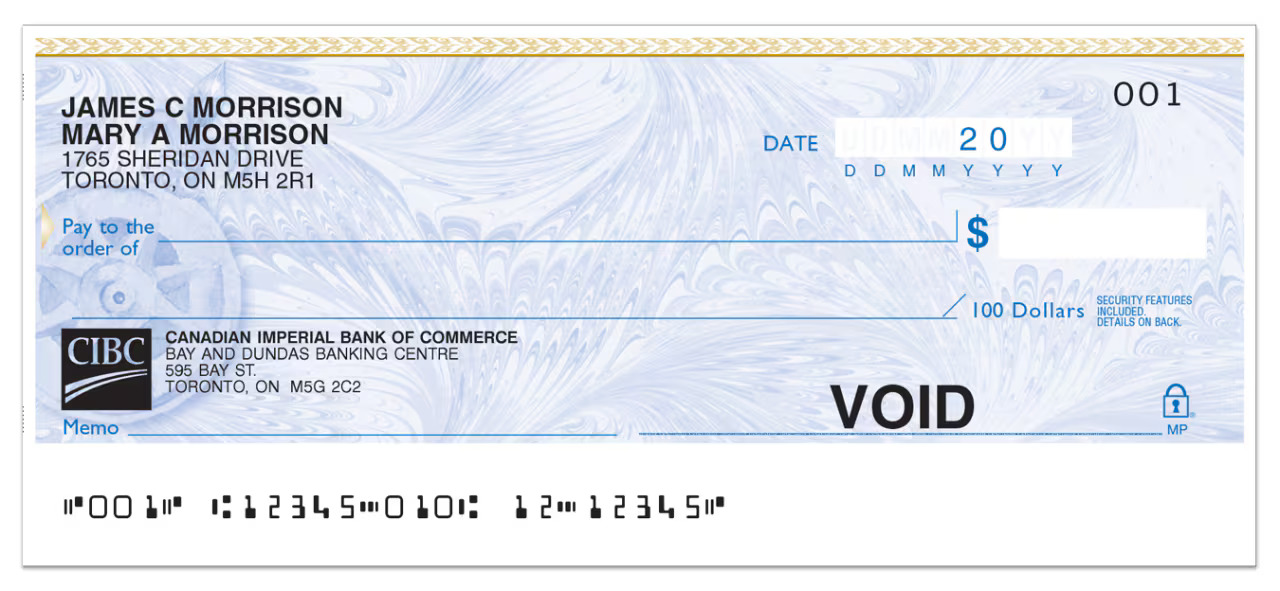 001
JAMES C MORRISON
MARY A MORRISON
1765 SHERIDAN DRIVE
TORONTO, ON M5H 2R1
DATE DDMM20YY
D D M M Y Y Y Y
Pay to the
order of
$
100 Dollars
SECURITY FEATURES
INCLUDED.
DETAILS ON BACK.
CIBC
CANADIAN IMPERIAL BANK OF COMMERCE
BAY AND DUNDAS BANKING CENTRE
595 BAY ST.
TORONTO, ON M5G 2C2
VOID
Memo
MP
⑈001⑈ ⑆12345⑉010⑆ 12⑉12345⑈